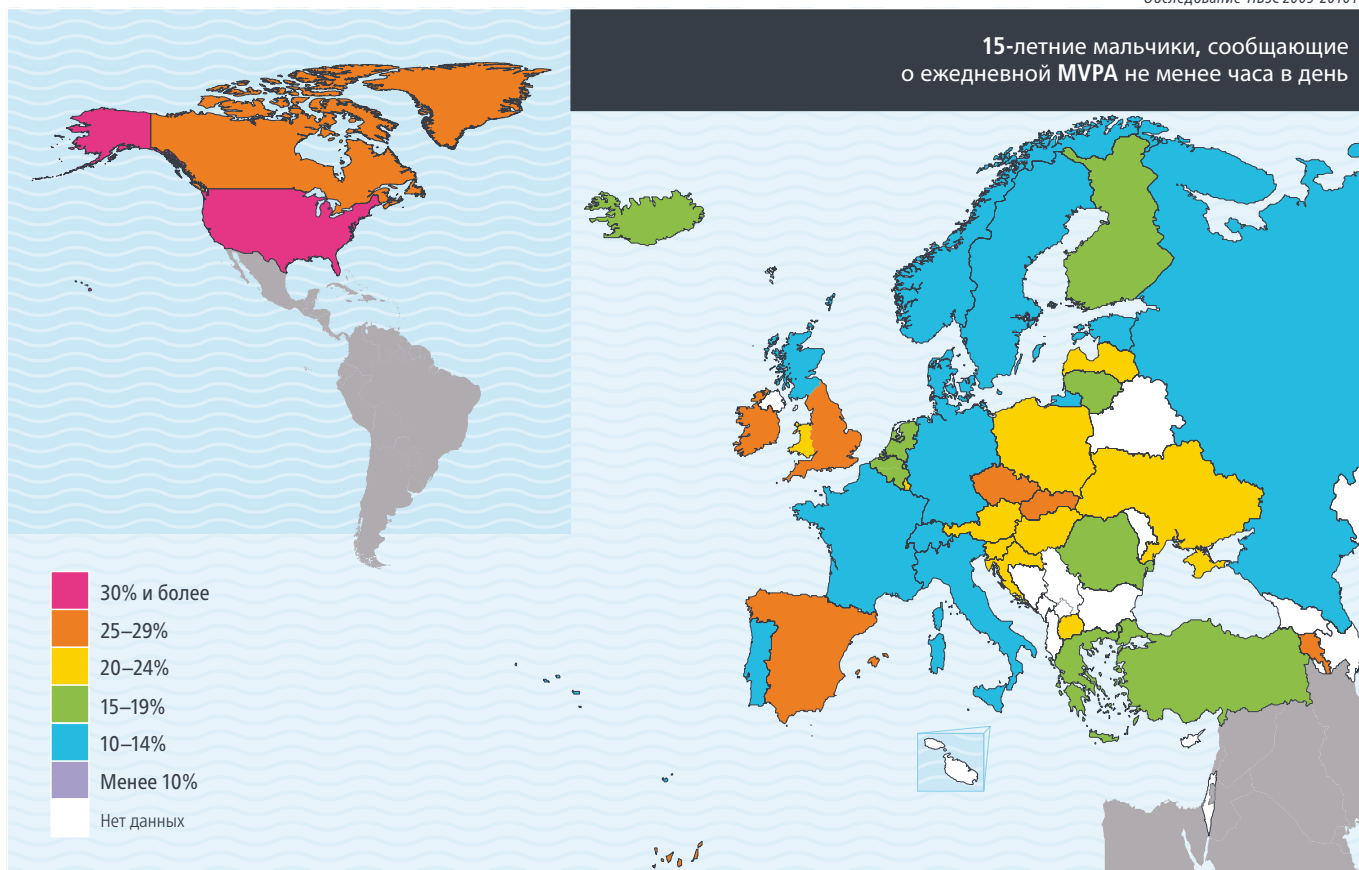 15-летние мальчики, сообщающие
о ежедневной MVPA не менее часа в день
30% и более
25–29%
20–24%
15–19%
10–14%
Менее 10%
Нет данных